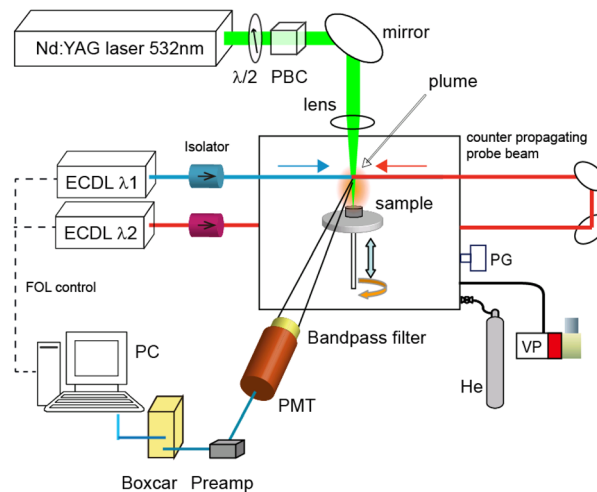 Nd:YAG laser 532nm
λ/2
PBC
mirror
lens
plume
Isolator
counter propagating
probe beam
ECDL λ1
sample
ECDL λ2
PG
FOL control
Bandpass filter
VP
PC
He
PMT
Boxcar
Preamp